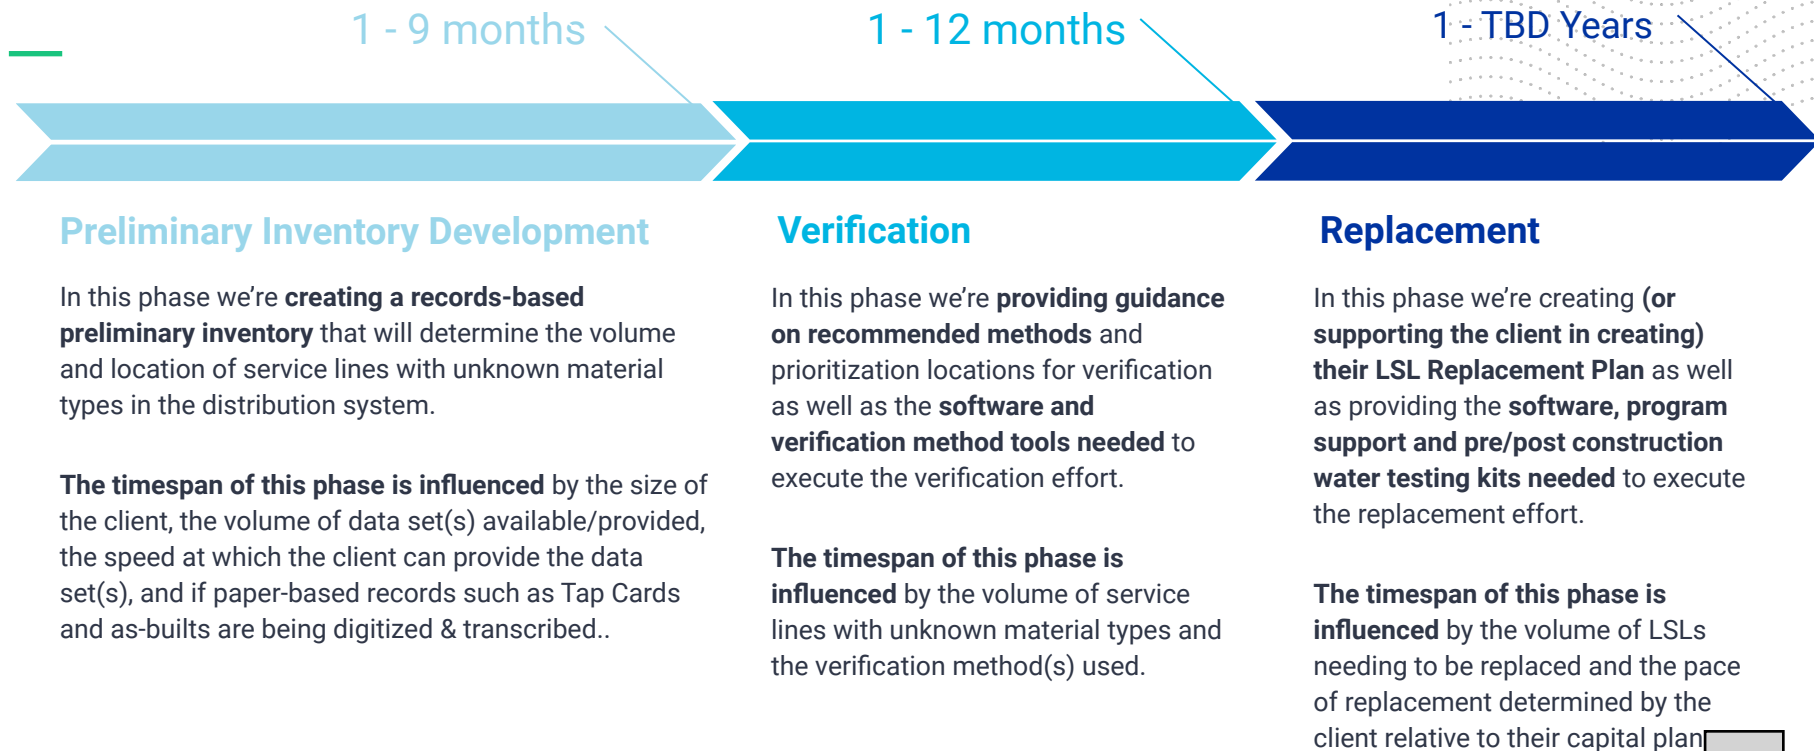 1 - 9 months
1 - 12 months
1 - TBD Years
Preliminary Inventory Development
In this phase we’re creating a records-based
preliminary inventory that will determine the volume
and location of service lines with unknown material
types in the distribution system.
The timespan of this phase is influenced by the size of
the client, the volume of data set(s) available/provided,
the speed at which the client can provide the data
set(s), and if paper-based records such as Tap Cards
and as-builts are being digitized & transcribed..
Verification
In this phase we’re providing guidance
on recommended methods and
prioritization locations for verification
as well as the software and
verification method tools needed to
execute the verification effort.
The timespan of this phase is
influenced by the volume of service
lines with unknown material types and
the verification method(s) used.
Replacement
In this phase we’re creating (or
supporting the client in creating)
their LSL Replacement Plan as well
as providing the software, program
support and pre/post construction
water testing kits needed to execute
the replacement effort.
The timespan of this phase is
influenced by the volume of LSLs
needing to be replaced and the pace
of replacement determined by the
client relative to their capital plan